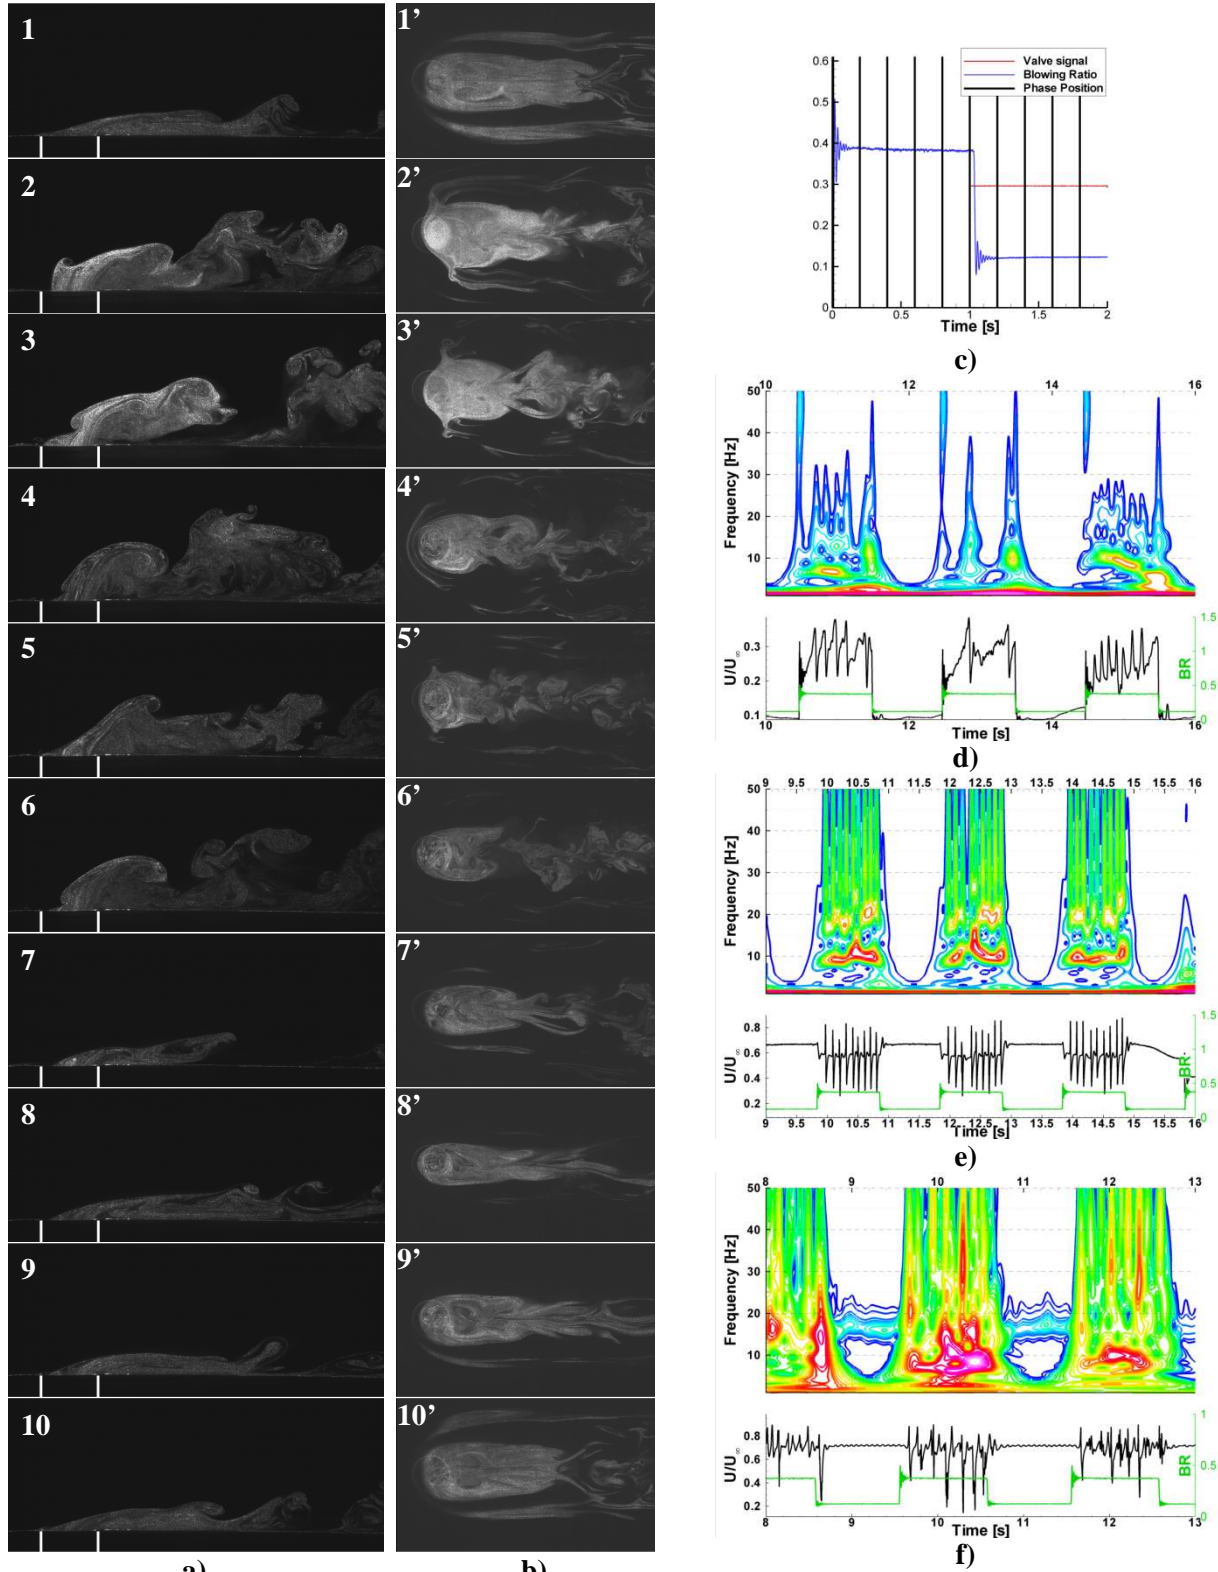 1
2
3
4
5
6
7
8
9
10
a)
1'
2'
3'
4'
5'
6'
7'
8'
9'
10'
b)
Valve signal
Blowing Ratio
Phase Position
0.6
0.5
0.4
0.3
0.2
0.1
0
0 0.5 1 1.5 2
Time [s]
c)
10 12 14 16
50
40
30
20
10
Frequency [Hz]
0.3
0.2
0.1
U/U∞
1.5
1
0.5
0
BR
10 12 14 16
Time [s]
d)
9 9.5 10 10.5 11 11.5 12 12.5 13 13.5 14 14.5 15 15.5 16
50
40
30
20
10
Frequency [Hz]
0.8
0.6
0.4
0.2
U/U∞
1.5
1
0.5
0
BR
9 9.5 10 10.5 11 11.5 12 12.5 13 13.5 14 14.5 15 15.5 16
Time [s]
e)
8 9 10 11 12 13
50
40
30
20
10
Frequency [Hz]
0.8
0.6
0.4
0.2
U/U∞
1
0.5
0
BR
8 9 10 11 12 13
Time [s]
f)